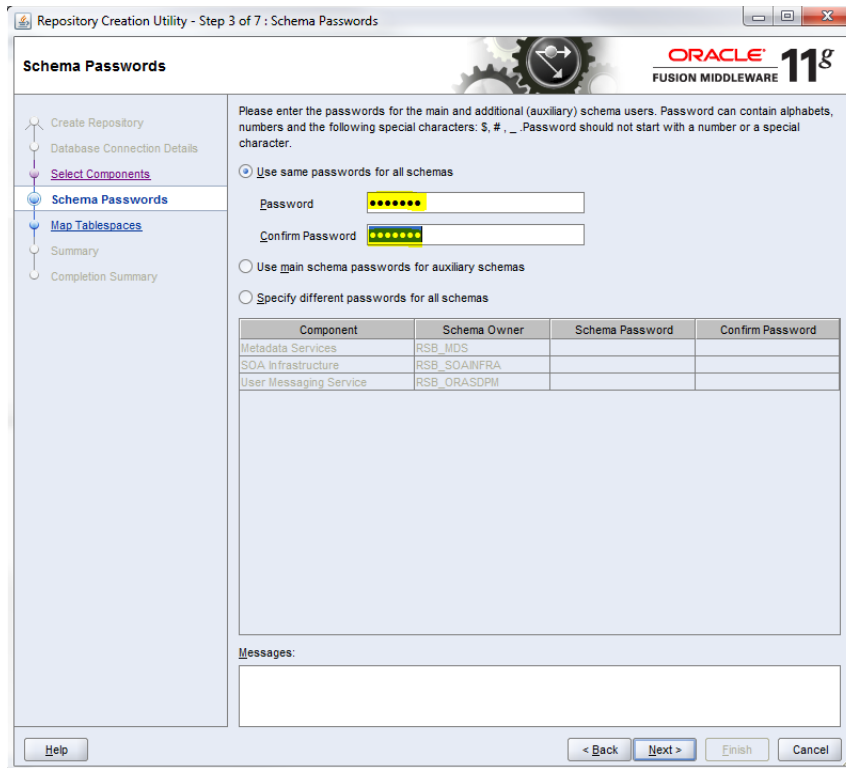 Repository Creation Utility - Step 3 of 7 : Schema Passwords
Schema Passwords
ORACLE
FUSION MIDDLEWARE 11g
Create Repository
Database Connection Details
Select Components
Schema Passwords
Map Tablespaces
Summary
Completion Summary
Please enter the passwords for the main and additional (auxiliary) schema users. Password can contain alphabets,
numbers and the following special characters: $, # , _ .Password should not start with a number or a special
character.
Use same passwords for all schemas
Password •••••••
Confirm Password •••••••
Use main schema passwords for auxiliary schemas
Specify different passwords for all schemas
Component Schema Owner Schema Password Confirm Password
Metadata Services RSB_MDS
SOA Infrastructure RSB_SOAINFRA
User Messaging Service RSB_ORASDPM
Messages:
Help < Back Next > Finish Cancel